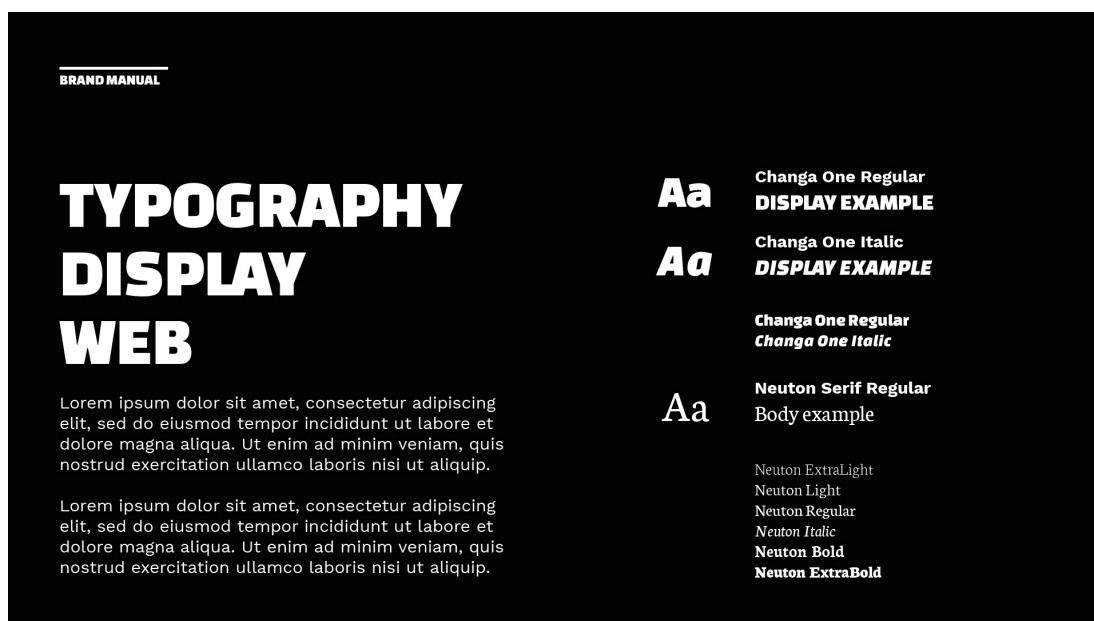 BRAND MANUAL
TYPOGRAPHY
DISPLAY
WEB
Lorem ipsum dolor sit amet, consectetur adipiscing
elit, sed do eiusmod tempor incididunt ut labore et
dolore magna aliqua. Ut enim ad minim veniam, quis
nostrud exercitation ullamco laboris nisi ut aliquip.
Lorem ipsum dolor sit amet, consectetur adipiscing
elit, sed do eiusmod tempor incididunt ut labore et
dolore magna aliqua. Ut enim ad minim veniam, quis
nostrud exercitation ullamco laboris nisi ut aliquip.
Aa
Changa One Regular
DISPLAY EXAMPLE
Aa
Changa One Italic
DISPLAY EXAMPLE
Changa One Regular
Changa One Italic
Aa
Neuton Serif Regular
Body example
Neuton ExtraLight
Neuton Light
Neuton Regular
Neuton Italic
Neuton Bold
Neuton ExtraBold